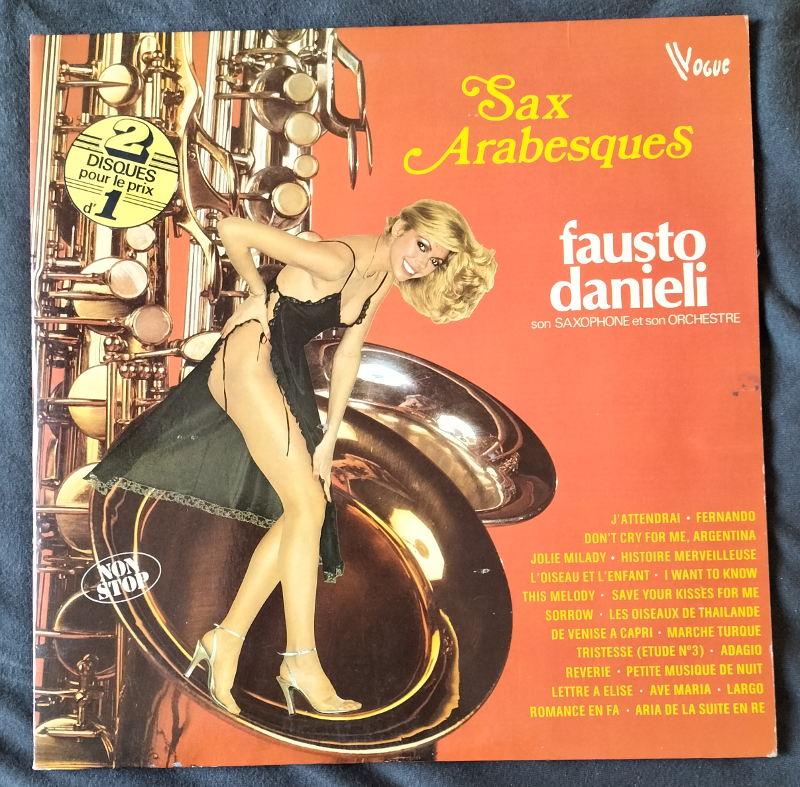 VOGUE
Sax
Arabesques
2
DISQUES
pour le prix
d'1
fausto
danieli
son SAXOPHONE et son ORCHESTRE
J'ATTENDRAI • FERNANDO
DON'T CRY FOR ME, ARGENTINA
JOLIE MILADY • HISTOIRE MERVEILLEUSE
L'OISEAU ET L'ENFANT • I WANT TO KNOW
THIS MELODY • SAVE YOUR KISSES FOR ME
SORROW • LES OISEAUX DE THAILANDE
DE VENISE A CAPRI • MARCHE TURQUE
TRISTESSE (ETUDE Nº3) • ADAGIO
REVERIE • PETITE MUSIQUE DE NUIT
LETTRE A ELISE • AVE MARIA • LARGO
ROMANCE EN FA • ARIA DE LA SUITE EN RE
NON
STOP